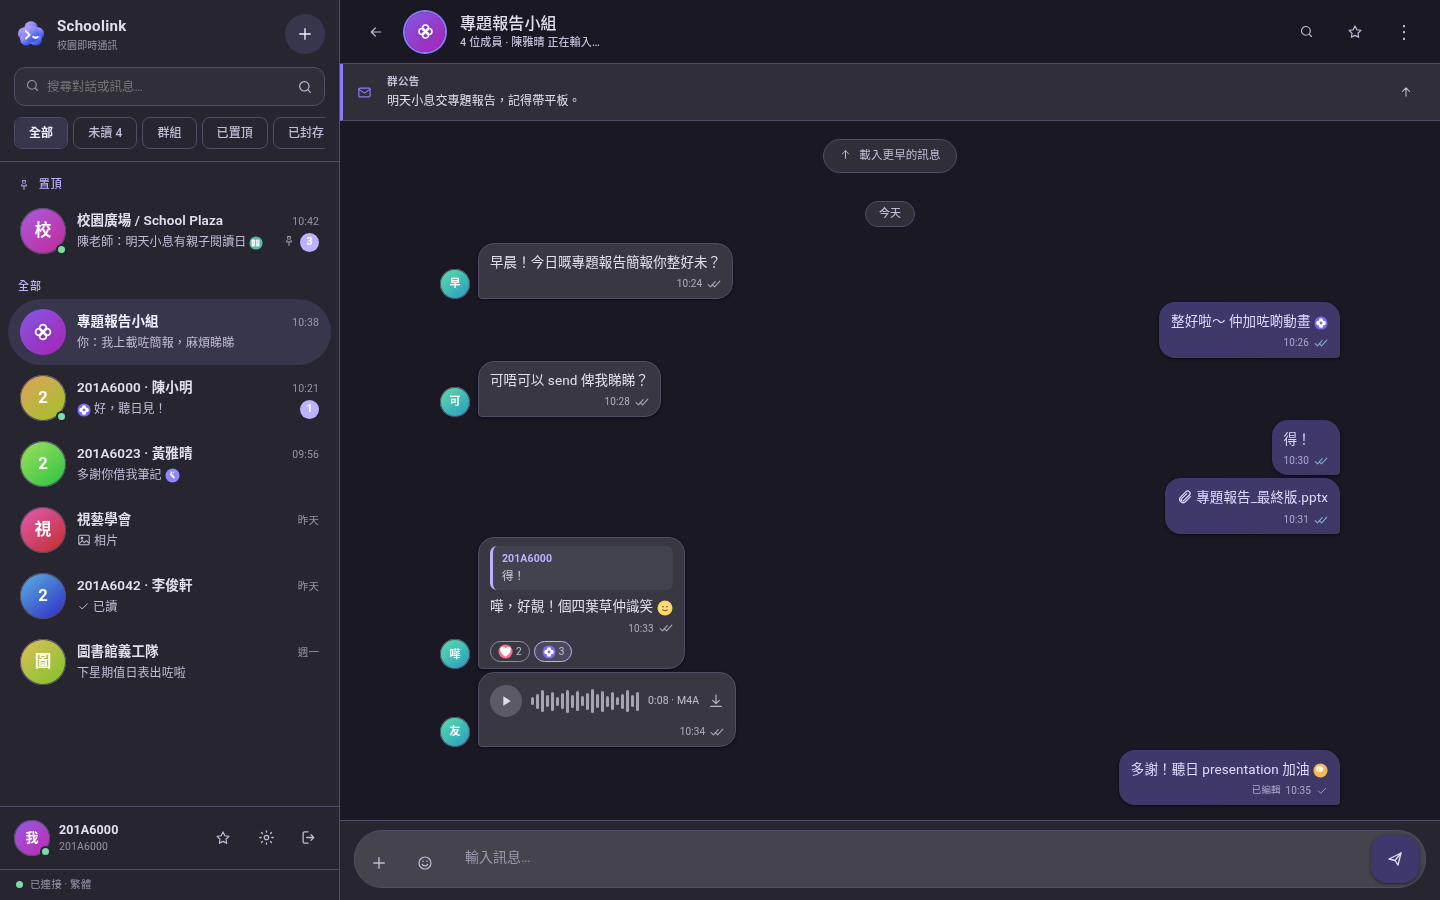 Schoolink
校園即時通訊
搜尋對話或訊息...
全部
未讀 4
群組
已置頂
已封存
置頂
校
校園廣場 / School Plaza
10:42
陳老師：明天小息有親子閱讀日
3
全部
專題報告小組
10:38
你：我上載咗簡報，麻煩睇睇
2
201A6000 · 陳小明
10:21
好，聽日見！
1
2
201A6023 · 黃雅晴
09:56
多謝你借我筆記
視
視藝學會
昨天
相片
2
201A6042 · 李俊軒
昨天
已讀
圖
圖書館義工隊
週一
下星期值日表出咗啦
我
201A6000
201A6000
已連接 · 繁體
專題報告小組
4 位成員 · 陳雅晴 正在輸入...
群公告
明天小息交專題報告，記得帶平板。
載入更早的訊息
今天
早
早晨！今日嘅專題報告簡報你整好未？
10:24
整好啦～ 仲加咗啲動畫
10:26
可
可唔可以 send 俾我睇睇？
10:28
得！
10:30
專題報告_最終版.pptx
10:31
201A6000
得！
嘩，好靚！個四葉草仲識笑
10:33
嘩
2
3
0:08 · M4A
友
10:34
多謝！聽日 presentation 加油
已編輯 10:35
輸入訊息...